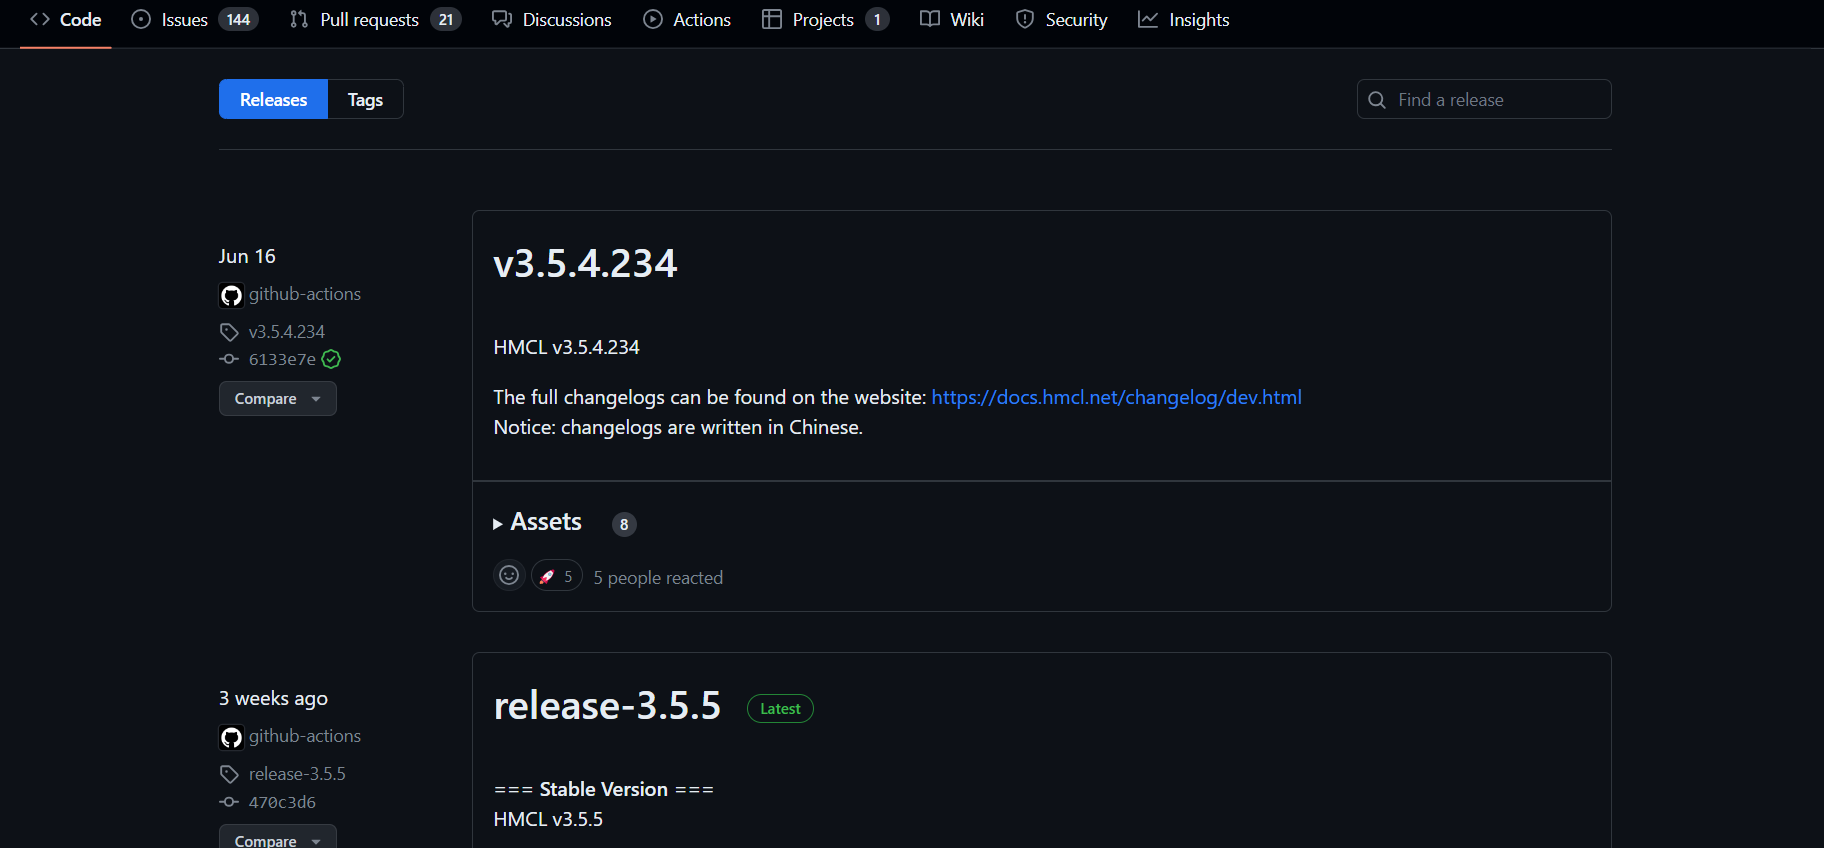 Code Issues 144 Pull requests 21 Discussions Actions Projects 1 Wiki Security Insights
Releases Tags Find a release
Jun 16
github-actions
v3.5.4.234
6133e7e
Compare
v3.5.4.234
HMCL v3.5.4.234
The full changelogs can be found on the website: https://docs.hmcl.net/changelog/dev.html
Notice: changelogs are written in Chinese.
Assets 8
5 5 people reacted
3 weeks ago
github-actions
release-3.5.5
470c3d6
Compare
release-3.5.5 Latest
=== Stable Version ===
HMCL v3.5.5